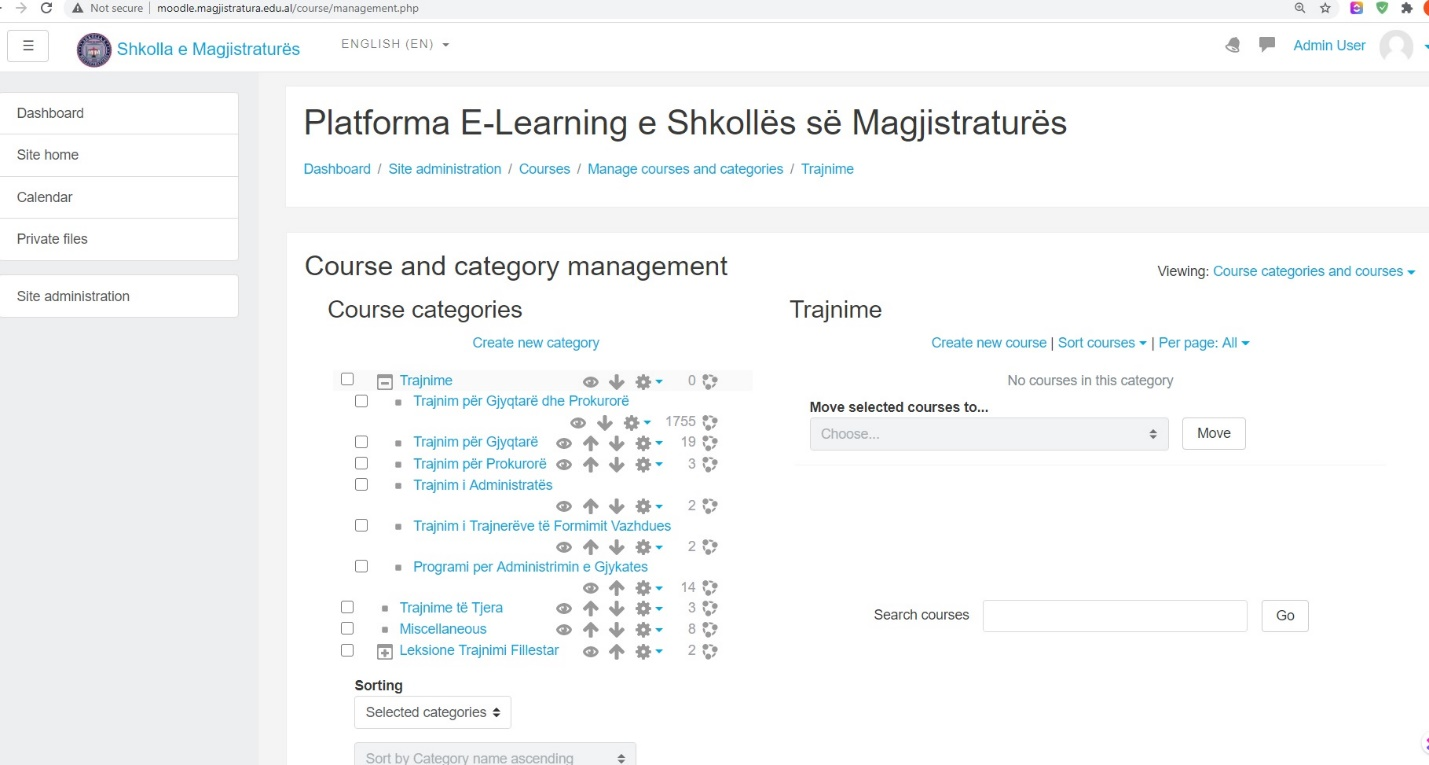 Not secure moodle.magjistratura.edu.al/course/management.php
Shkolla e Magjistraturës ENGLISH (EN) Admin User
Dashboard
Site home
Calendar
Private files
Site administration
Platforma E-Learning e Shkollës së Magjistraturës
Dashboard / Site administration / Courses / Manage courses and categories / Trajnime
Course and category management
Viewing: Course categories and courses
Course categories
Create new category
Trajnime 0
Trajnim për Gjyqtarë dhe Prokurorë
1755
Trajnim për Gjyqtarë 19
Trajnim për Prokurorë 3
Trajnim i Administratës
2
Trajnim i Trajnerëve të Formimit Vazhdues
2
Programi per Administrimin e Gjykates
14
Trajnime të Tjera 3
Miscellaneous 8
Leksione Trajnimi Fillestar 2
Sorting
Selected categories
Sort by Category name ascending
Trajnime
Create new course | Sort courses | Per page: All
No courses in this category
Move selected courses to...
Choose... Move
Search courses Go